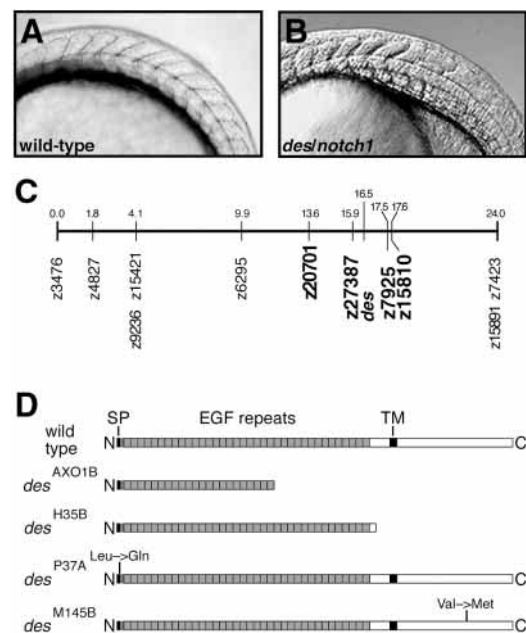 A
B
wild-type
des/notch1
C
0.0 1.8 4.1 9.9 13.6 15.9 16.5 17.5 17.6 24.0
z3476 z4827 z15421 z6295 z20701 z27387 des z7925 z15810 z7423
z9236 z15891
D
SP EGF repeats TM
wild type N C
des AXO1B N
des H35B N
Leu->Gln
des P37A N C
Val->Met
des M145B N C